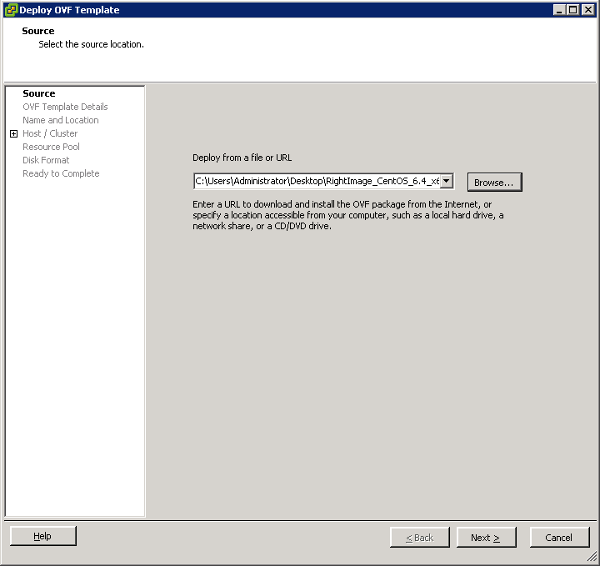 Deploy OVF Template
Source
Select the source location.
Source
OVF Template Details
Name and Location
Host / Cluster
Resource Pool
Disk Format
Ready to Complete
Deploy from a file or URL
C:\Users\Administrator\Desktop\RightImage_CentOS_6.4_x6
Browse...
Enter a URL to download and install the OVF package from the Internet, or
specify a location accessible from your computer, such as a local hard drive, a
network share, or a CD/DVD drive.
Help
< Back
Next >
Cancel